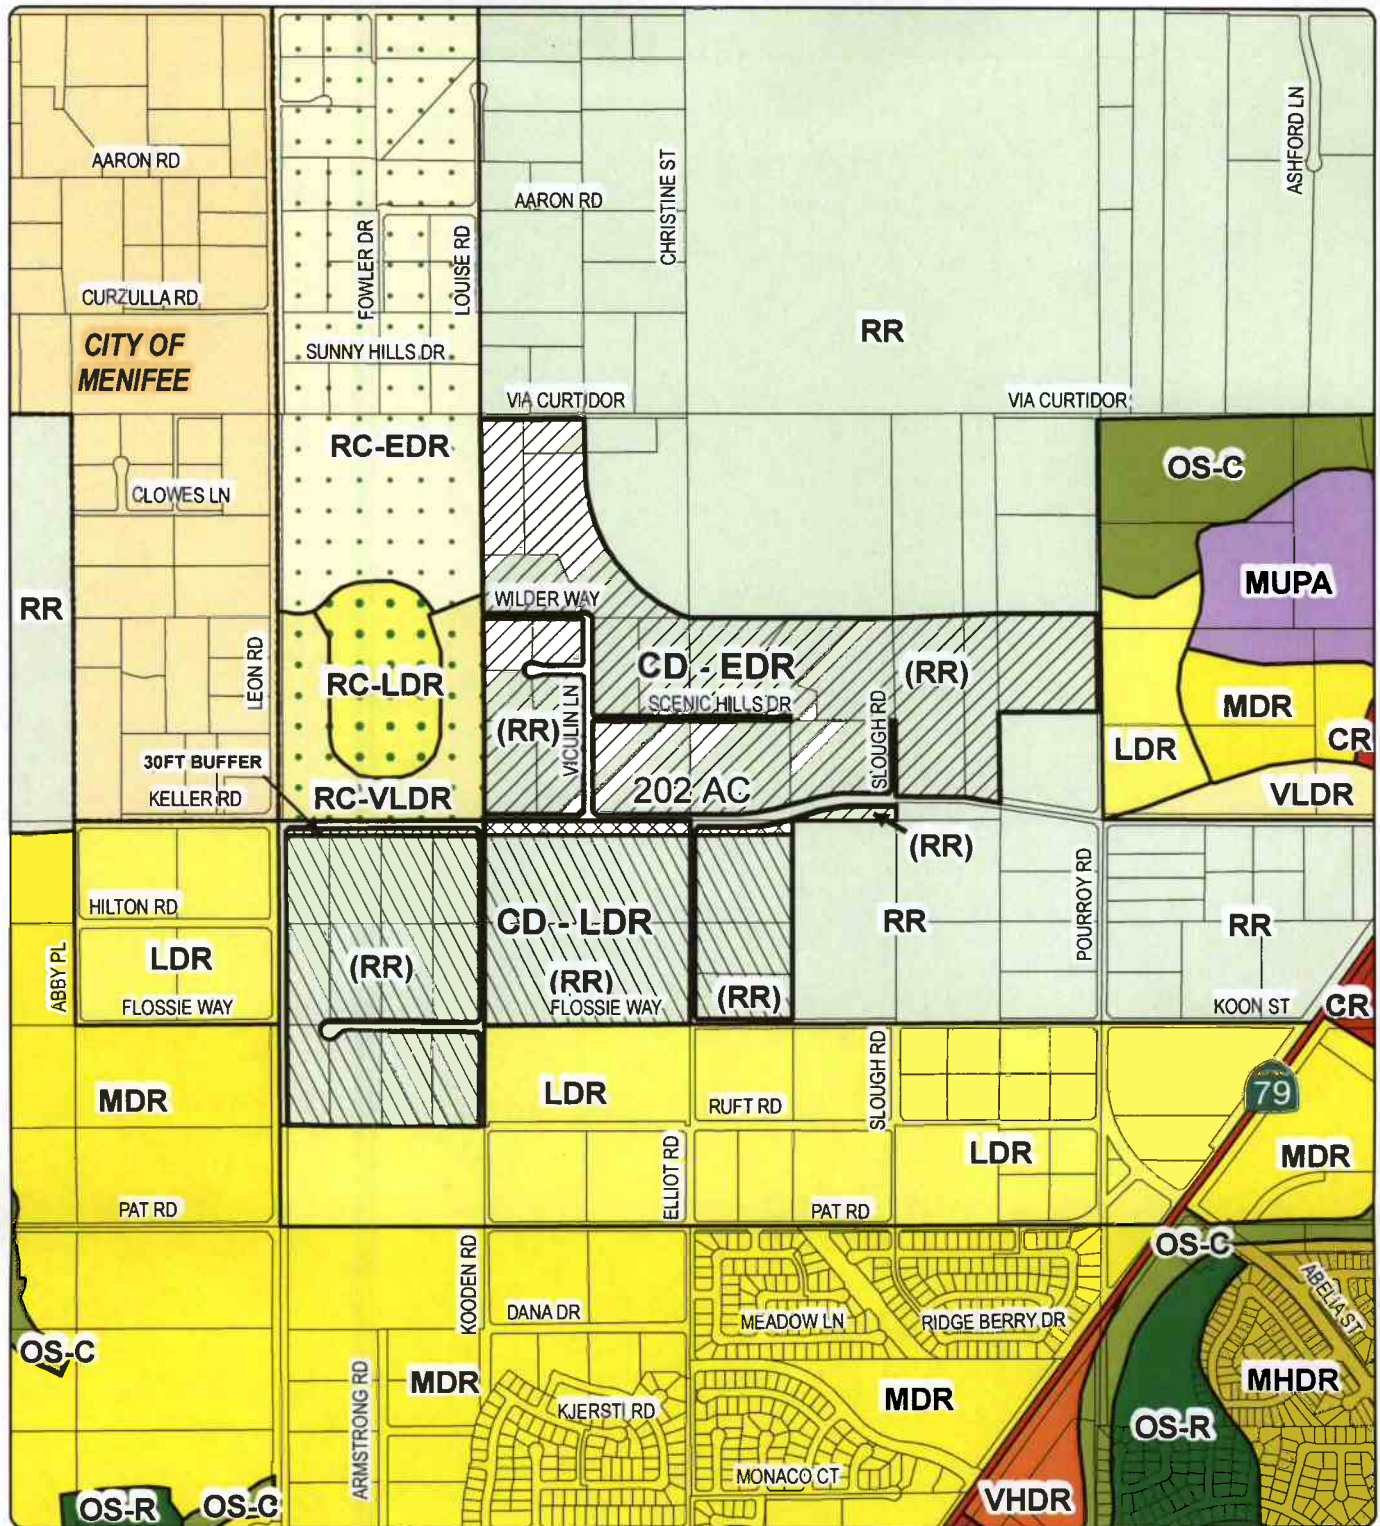 ASHFORD LN
AARON RD
CHRISTINE ST
AARON RD
FOWLER DR
LOUISE RD
CURZULLA RD
CITY OF
MENIFEE
SUNNY HILLS DR
RR
VIA CURTIDOR
VIA CURTIDOR
RC-EDR
OS-C
CLOWES LN
MUPA
RR
WILDER WAY
LEON RD
RC-LDR
CD - EDR
(RR)
SCENIC HILLS DR
(RR)
VICULIN LN
SLOUGH RD
MDR
LDR
CR
30FT BUFFER
KELLER RD
RC-VLDR
202 AC
VLDR
(RR)
HILTON RD
POURROY RD
CD - LDR
RR
RR
ABBY PL
LDR
(RR)
(RR)
(RR)
FLOSSIE WAY
FLOSSIE WAY
KOON ST
CR
MDR
LDR
RUFT RD
SLOUGH RD
79
ELLIOT RD
LDR
MDR
PAT RD
PAT RD
OS-C
KOODEN RD
DANA DR
MEADOW LN
RIDGE BERRY DR
ABELIA ST
OS-C
ARMSTRONG RD
MDR
KJERSTI RD
MDR
MHDR
OS-R
MONACO CT
VHDR
OS-R
OS-C